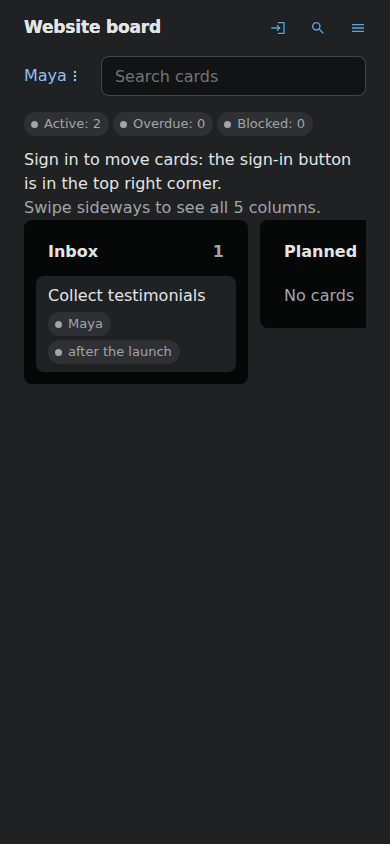 Website board
Maya
Search cards
Active: 2 Overdue: 0 Blocked: 0
Sign in to move cards: the sign-in button
is in the top right corner.
Swipe sideways to see all 5 columns.
Inbox 1
Collect testimonials
Maya
after the launch
Planned
No cards